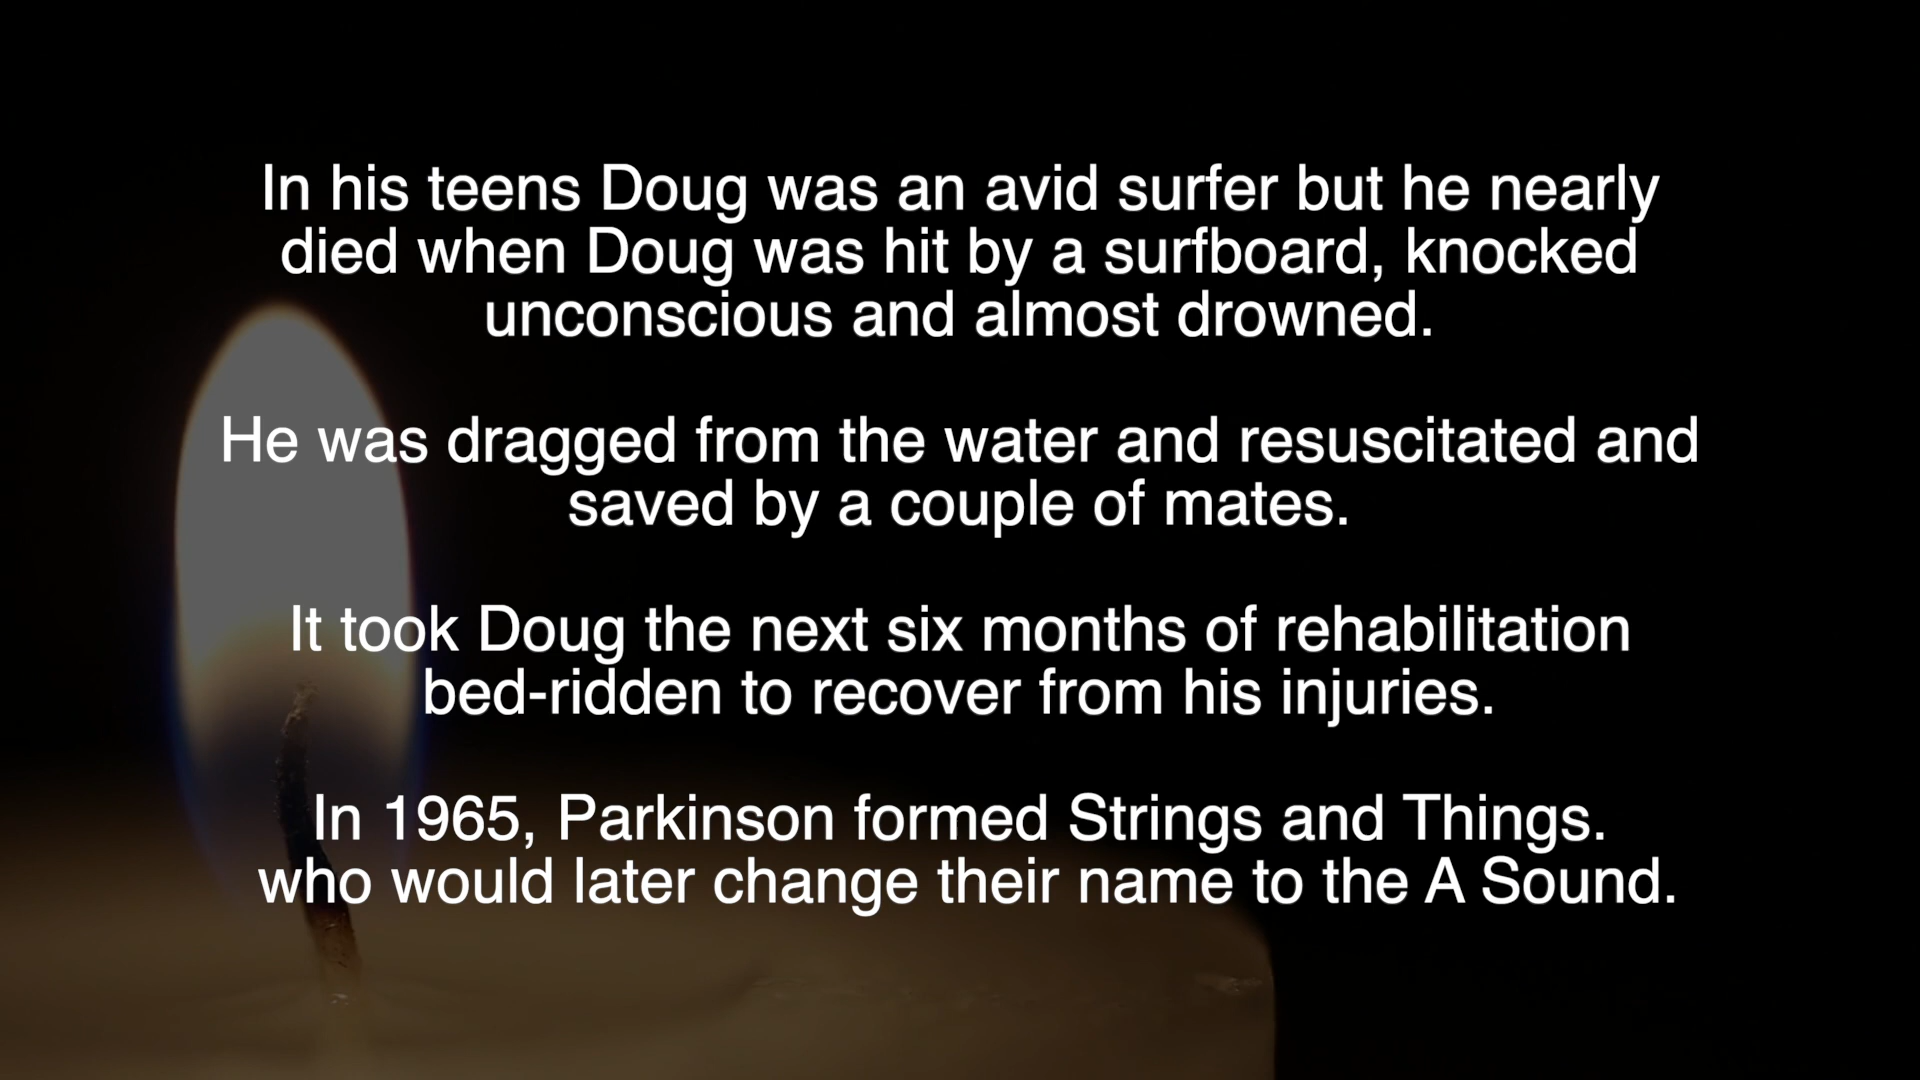 In his teens Doug was an avid surfer but he nearly
died when Doug was hit by a surfboard, knocked
unconscious and almost drowned.
He was dragged from the water and resuscitated and
saved by a couple of mates.
It took Doug the next six months of rehabilitation
bed-ridden to recover from his injuries.
In 1965, Parkinson formed Strings and Things.
who would later change their name to the A Sound.